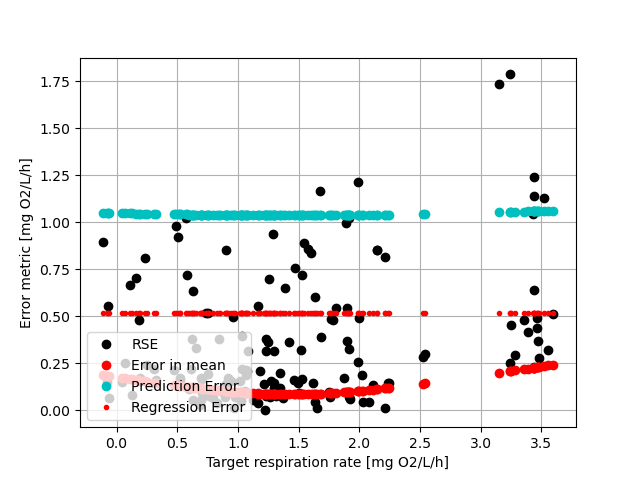 1.75
1.50
1.25
1.00
0.75
0.50
0.25
0.00
Error metric [mg O2/L/h]
RSE
Error in mean
Prediction Error
Regression Error
0.0 0.5 1.0 1.5 2.0 2.5 3.0 3.5
Target respiration rate [mg O2/L/h]